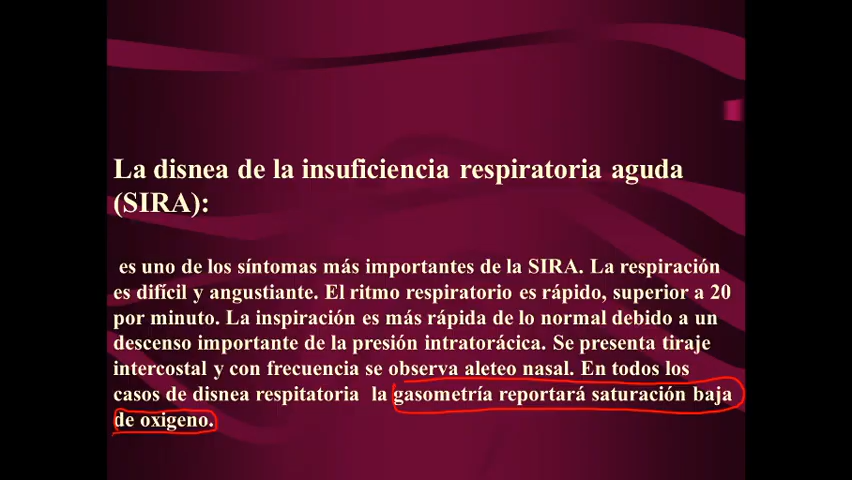 La disnea de la insuficiencia respiratoria aguda
(SIRA):
es uno de los síntomas más importantes de la SIRA. La respiración
es difícil y angustiante. El ritmo respiratorio es rápido, superior a 20
por minuto. La inspiración es más rápida de lo normal debido a un
descenso importante de la presión intratorácica. Se presenta tiraje
intercostal y con frecuencia se observa aleteo nasal. En todos los
casos de disnea respitatoria la gasometría reportará saturación baja
de oxigeno.